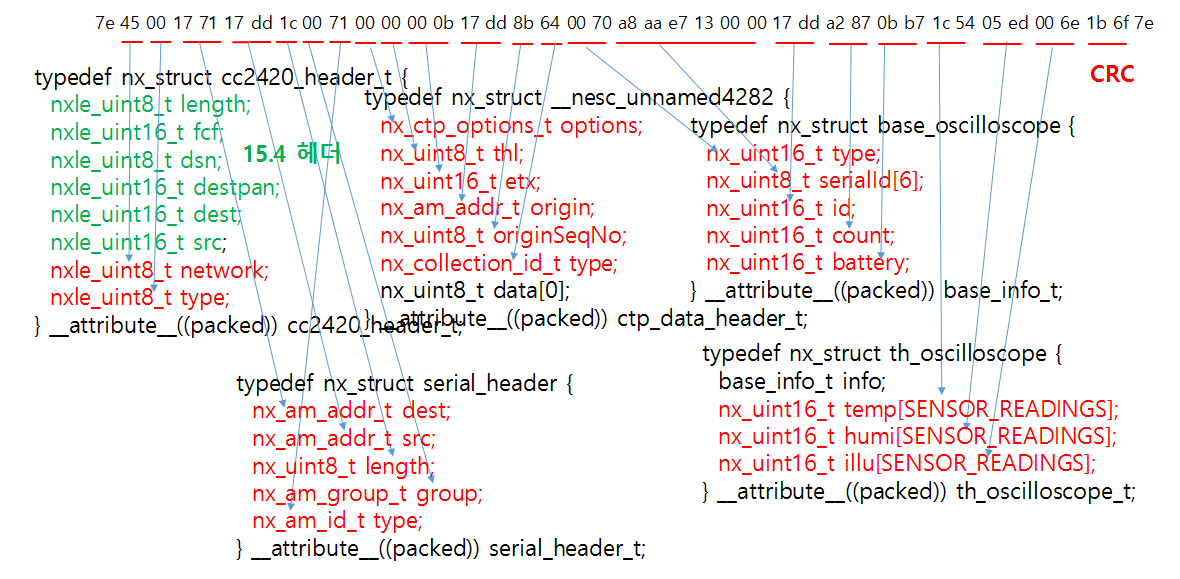 7e 45 00 17 71 17 dd 1c 00 71 00 00 00 0b 17 dd 8b 64 00 70 a8 aa e7 13 00 00 17 dd a2 87 0b b7 1c 54 05 ed 00 6e 1b 6f 7e
CRC
typedef nx_struct cc2420_header_t {
nxle_uint8_t length;
nxle_uint16_t fcf;
nxle_uint8_t dsn;
nxle_uint16_t destpan;
nxle_uint16_t dest;
nxle_uint16_t src;
nxle_uint8_t network;
nxle_uint8_t type;
} __attribute__((packed)) cc2420_header_t;
15.4 헤더
typedef nx_struct __nesc_unnamed4282 {
nx_ctp_options_t options;
nx_uint8_t thl;
nx_uint16_t etx;
nx_am_addr_t origin;
nx_uint8_t originSeqNo;
nx_collection_id_t type;
nx_uint8_t data[0];
} __attribute__((packed)) ctp_data_header_t;
typedef nx_struct base_oscilloscope {
nx_uint16_t type;
nx_uint8_t serialId[6];
nx_uint16_t id;
nx_uint16_t count;
nx_uint16_t battery;
} __attribute__((packed)) base_info_t;
typedef nx_struct serial_header {
nx_am_addr_t dest;
nx_am_addr_t src;
nx_uint8_t length;
nx_am_group_t group;
nx_am_id_t type;
} __attribute__((packed)) serial_header_t;
typedef nx_struct th_oscilloscope {
base_info_t info;
nx_uint16_t temp[SENSOR_READINGS];
nx_uint16_t humi[SENSOR_READINGS];
nx_uint16_t illu[SENSOR_READINGS];
} __attribute__((packed)) th_oscilloscope_t;